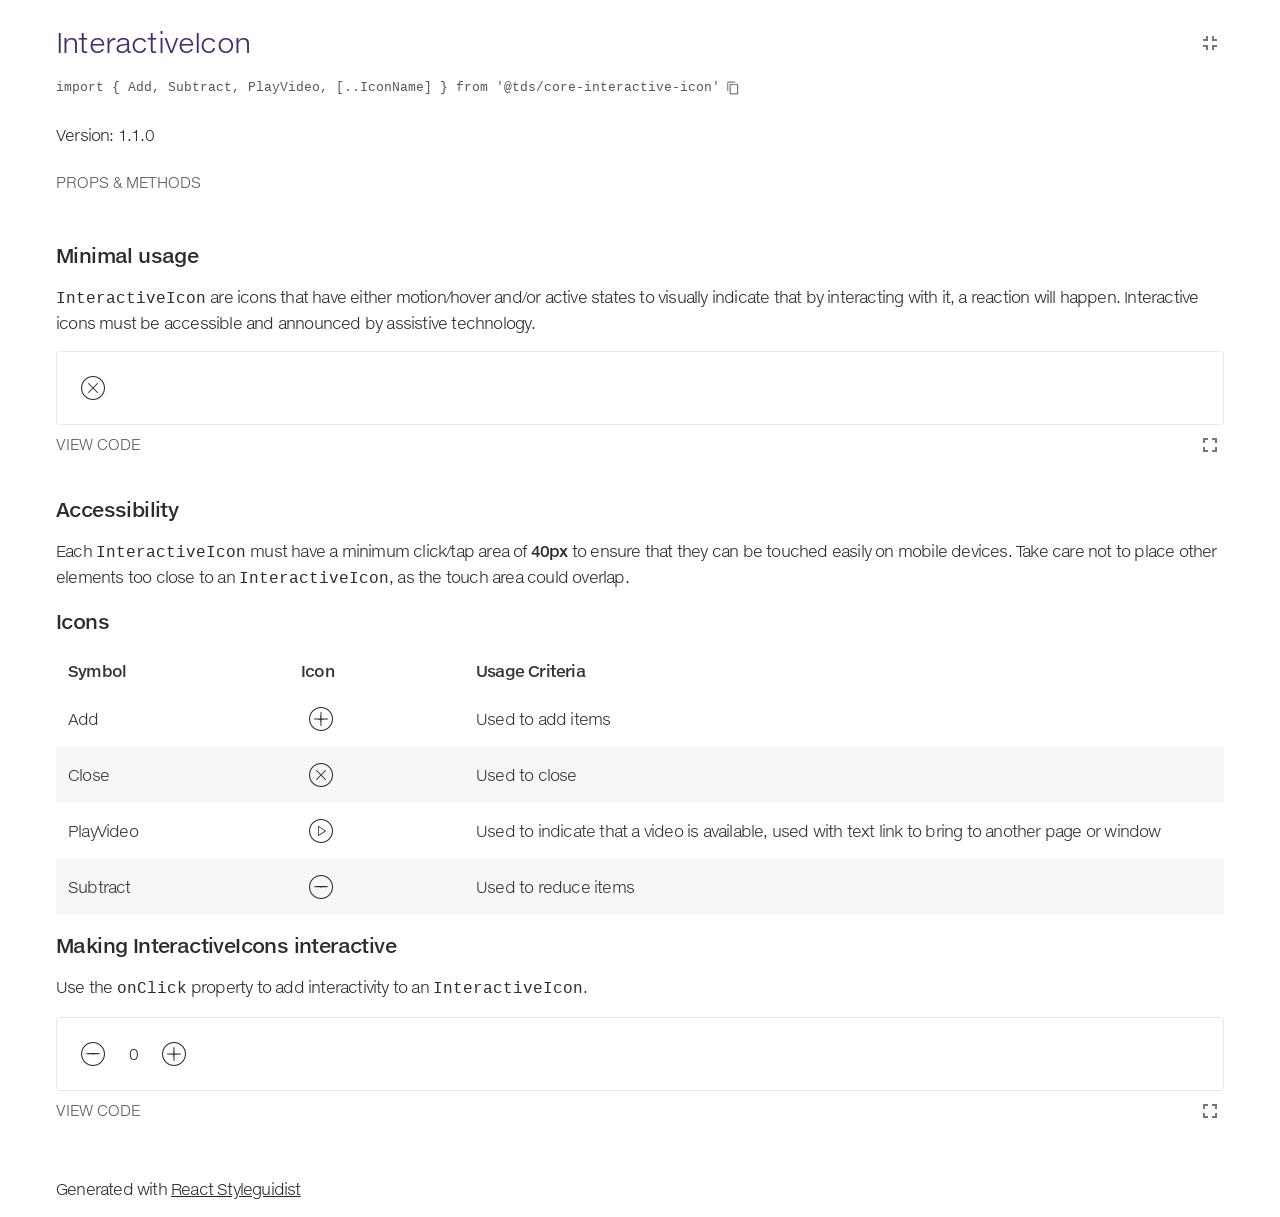 InteractiveIcon
import { Add, Subtract, PlayVideo, [..IconName] } from '@tds/core-interactive-icon'
Version: 1.1.0
PROPS & METHODS
Minimal usage
InteractiveIcon are icons that have either motion/hover and/or active states to visually indicate that by interacting with it, a reaction will happen. Interactive
icons must be accessible and announced by assistive technology.
VIEW CODE
Accessibility
Each InteractiveIcon must have a minimum click/tap area of 40px to ensure that they can be touched easily on mobile devices. Take care not to place other
elements too close to an InteractiveIcon, as the touch area could overlap.
Icons
Symbol Icon Usage Criteria
Add Used to add items
Close Used to close
PlayVideo Used to indicate that a video is available, used with text link to bring to another page or window
Subtract Used to reduce items
Making InteractiveIcons interactive
Use the onClick property to add interactivity to an InteractiveIcon.
0
VIEW CODE
Generated with React Styleguidist